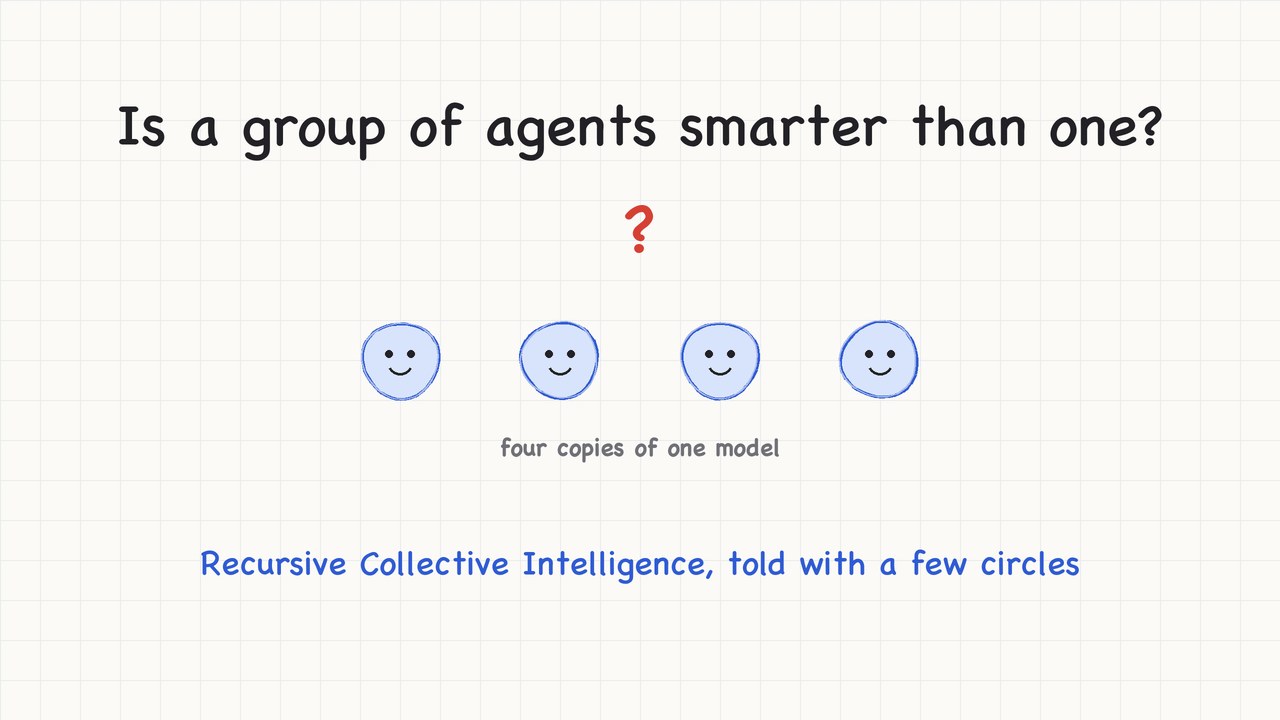 Is a group of agents smarter than one?
?
four copies of one model
Recursive Collective Intelligence, told with a few circles